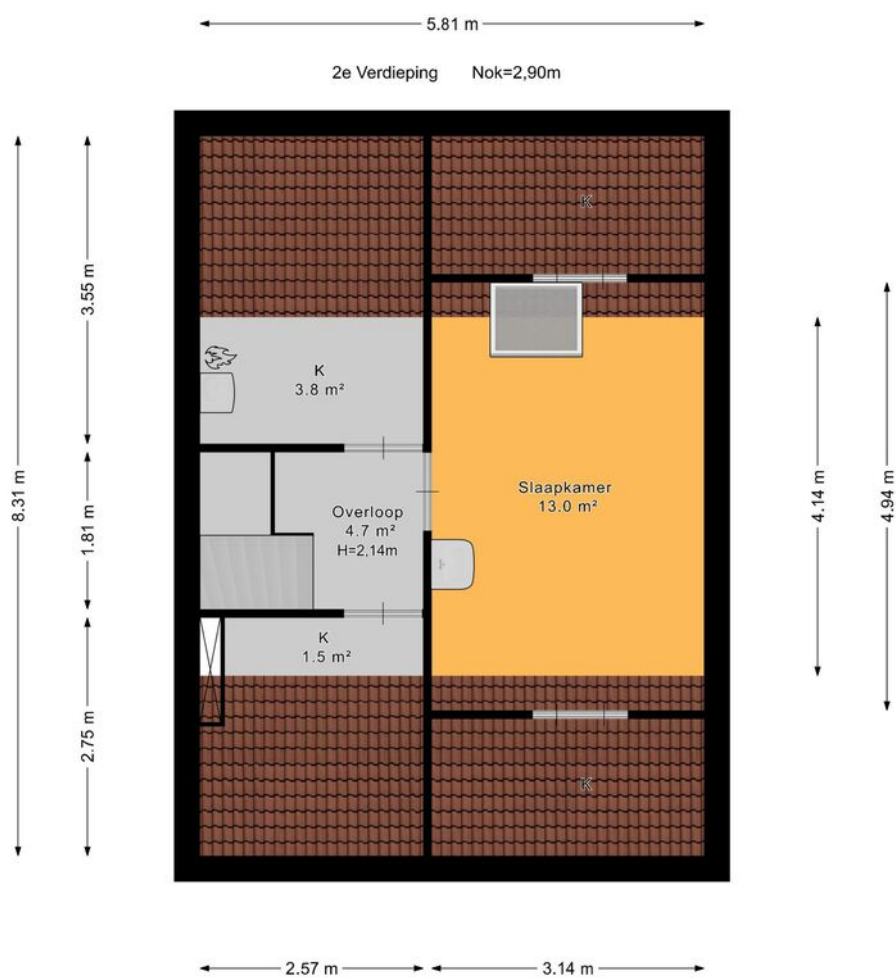 5.81 m
2e Verdieping Nok=2,90m
K
3.55 m
K
3.8 m²
8.31 m
1.81 m
Overloop
4.7 m²
H=2,14m
Slaapkamer
13.0 m²
4.14 m
4.94 m
K
1.5 m²
2.75 m
K
2.57 m
3.14 m